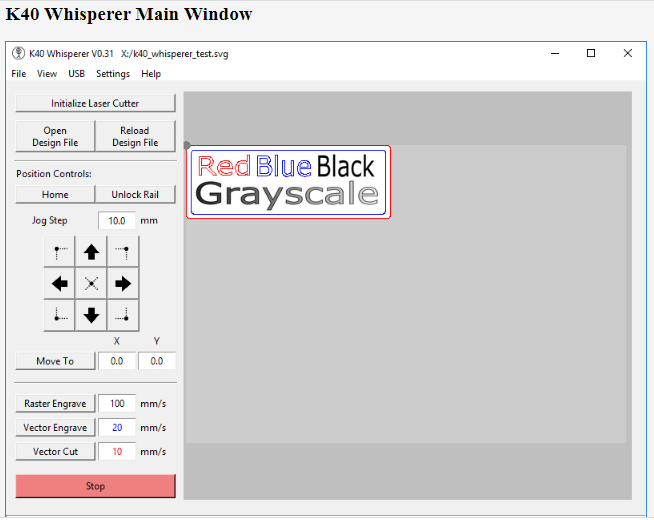 K40 Whisperer Main Window
K40 Whisperer V0.31 X:/k40_whisperer_test.svg
File View USB Settings Help
Initialize Laser Cutter
Open
Design File
Reload
Design File
Position Controls:
Home Unlock Rail
Jog Step 10.0 mm
X Y
Move To 0.0 0.0
Raster Engrave 100 mm/s
Vector Engrave 20 mm/s
Vector Cut 10 mm/s
Stop
Red Blue Black
Grayscale